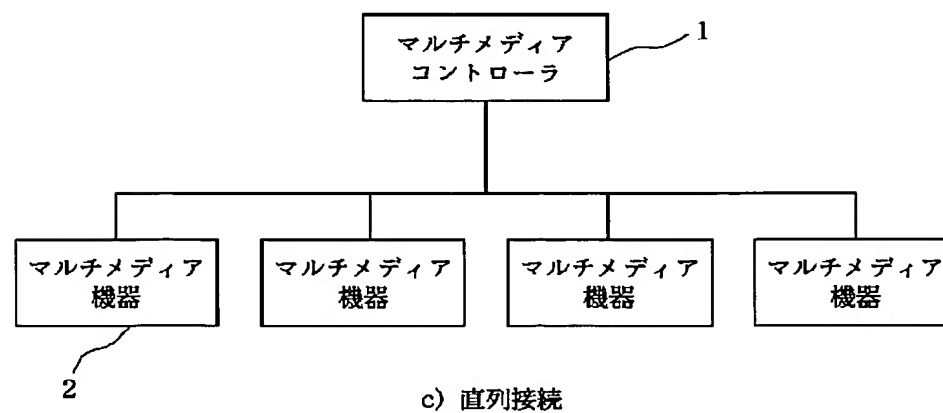 マルチメディア
コントローラ
1
マルチメディア
機器
マルチメディア
機器
マルチメディア
機器
マルチメディア
機器
2
c) 直列接続